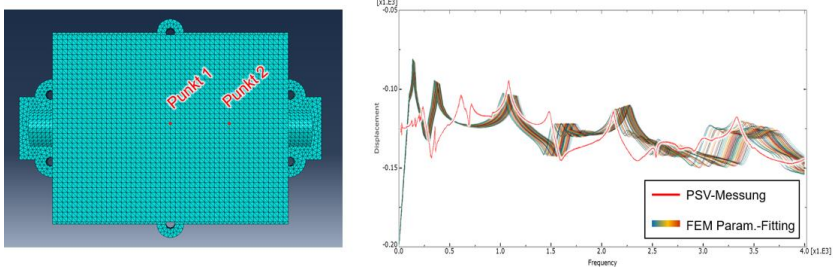 Punkt 1
Punkt 2
[x1.E3]
-0.05
-0.10
-0.15
-0.20
Displacement
PSV-Messung
FEM Param.-Fitting
0.0 0.5 1.0 1.5 2.0 2.5 3.0 3.5 4.0 [x1.E3]
Frequency